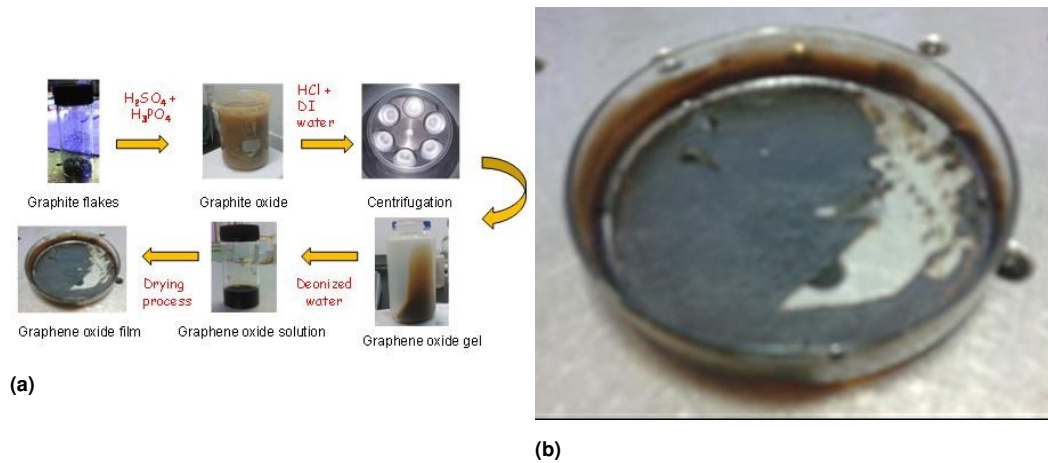 H₂SO₄ +
H₃PO₄
HCl +
DI
water
Graphite flakes
Graphite oxide
Centrifugation
Drying
process
Deonized
water
Graphene oxide film
Graphene oxide solution
Graphene oxide gel
(a)
(b)